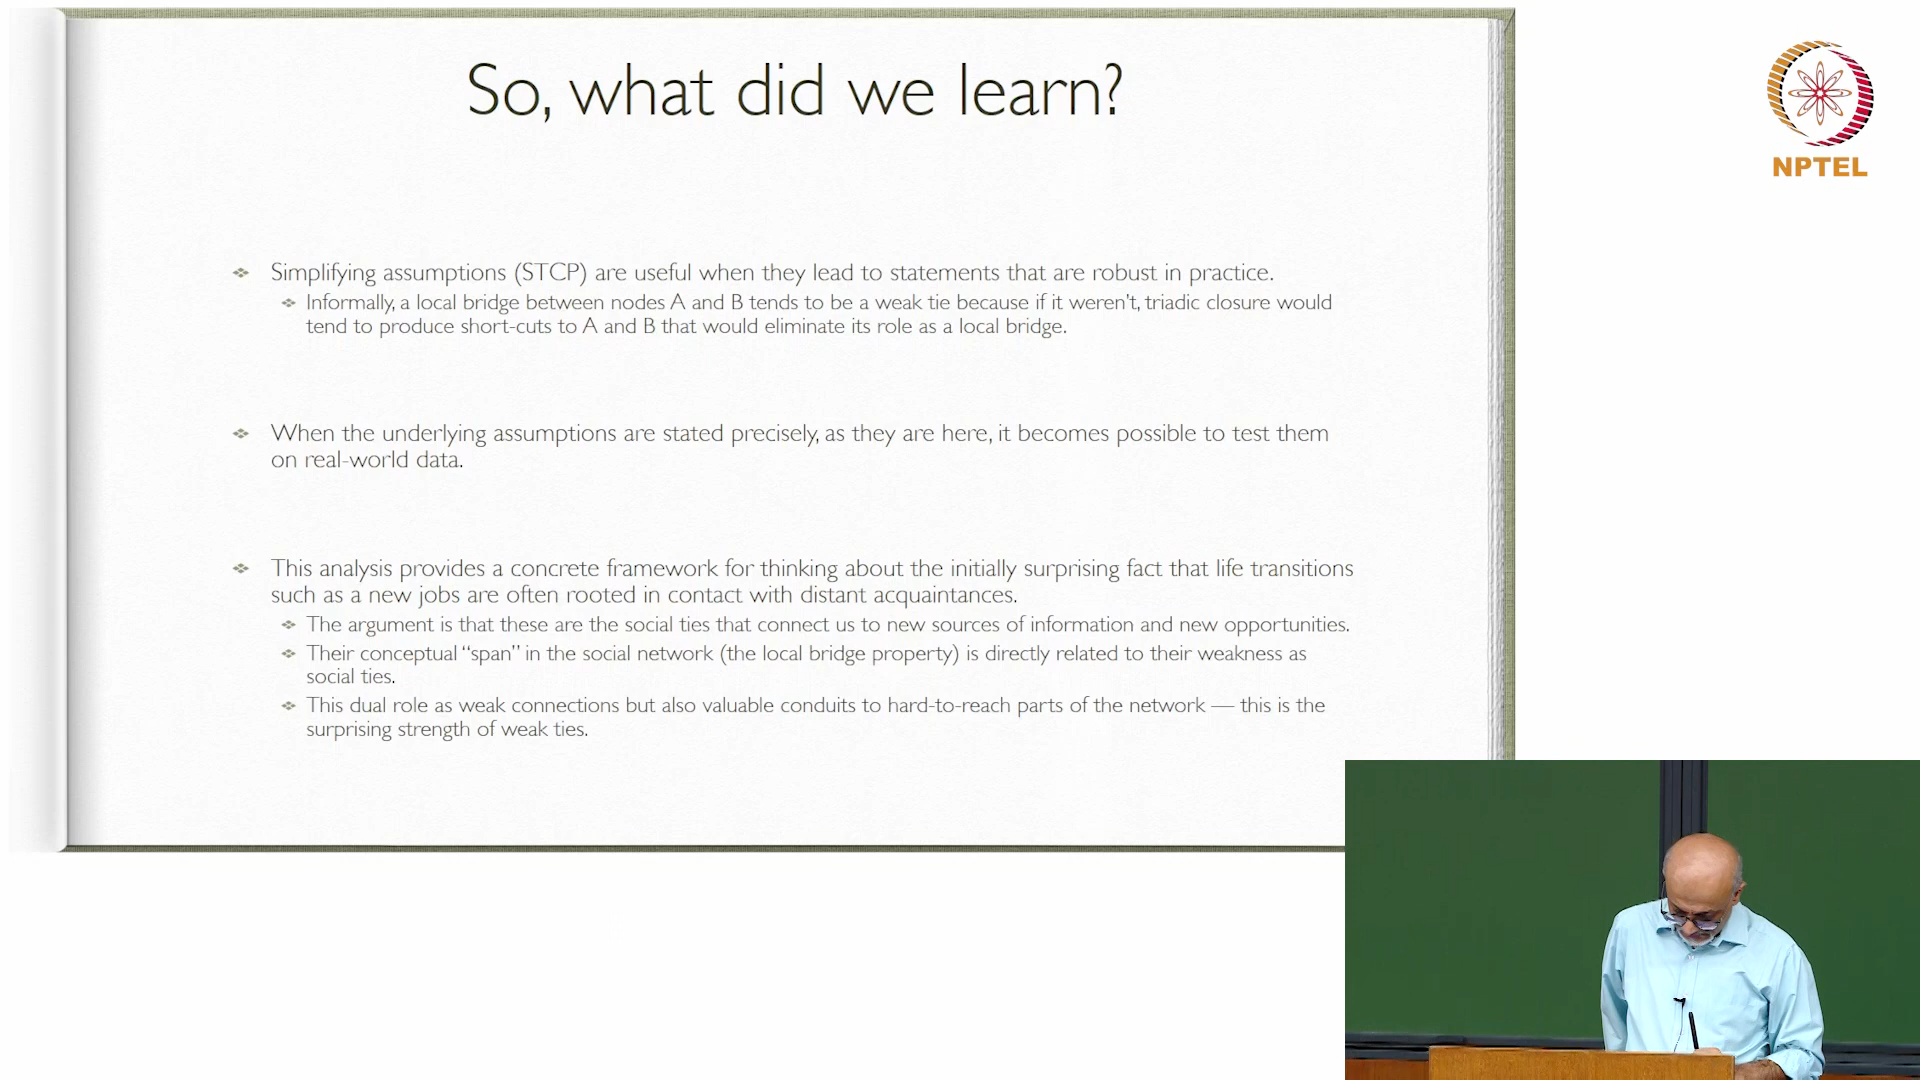 So, what did we learn?
NPTEL
Simplifying assumptions (STCP) are useful when they lead to statements that are robust in practice.
Informally, a local bridge between nodes A and B tends to be a weak tie because if it weren't, triadic closure would
tend to produce short-cuts to A and B that would eliminate its role as a local bridge.
When the underlying assumptions are stated precisely, as they are here, it becomes possible to test them
on real-world data.
This analysis provides a concrete framework for thinking about the initially surprising fact that life transitions
such as a new jobs are often rooted in contact with distant acquaintances.
The argument is that these are the social ties that connect us to new sources of information and new opportunities.
Their conceptual “span” in the social network (the local bridge property) is directly related to their weakness as
social ties.
This dual role as weak connections but also valuable conduits to hard-to-reach parts of the network — this is the
surprising strength of weak ties.